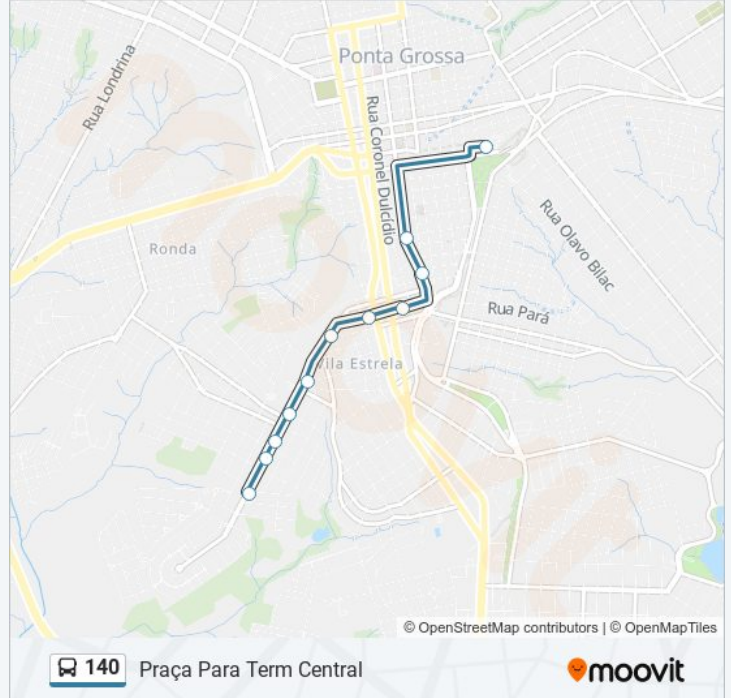 Ponta Grossa
Rua Londrina
Rua Coronel Dulcídio
Rua Olavo Bilac
Ronda
Rua Pará
Vila Estrela
© OpenStreetMap contributors | © OpenMapTiles
140 Praça Para Term Central
moovit